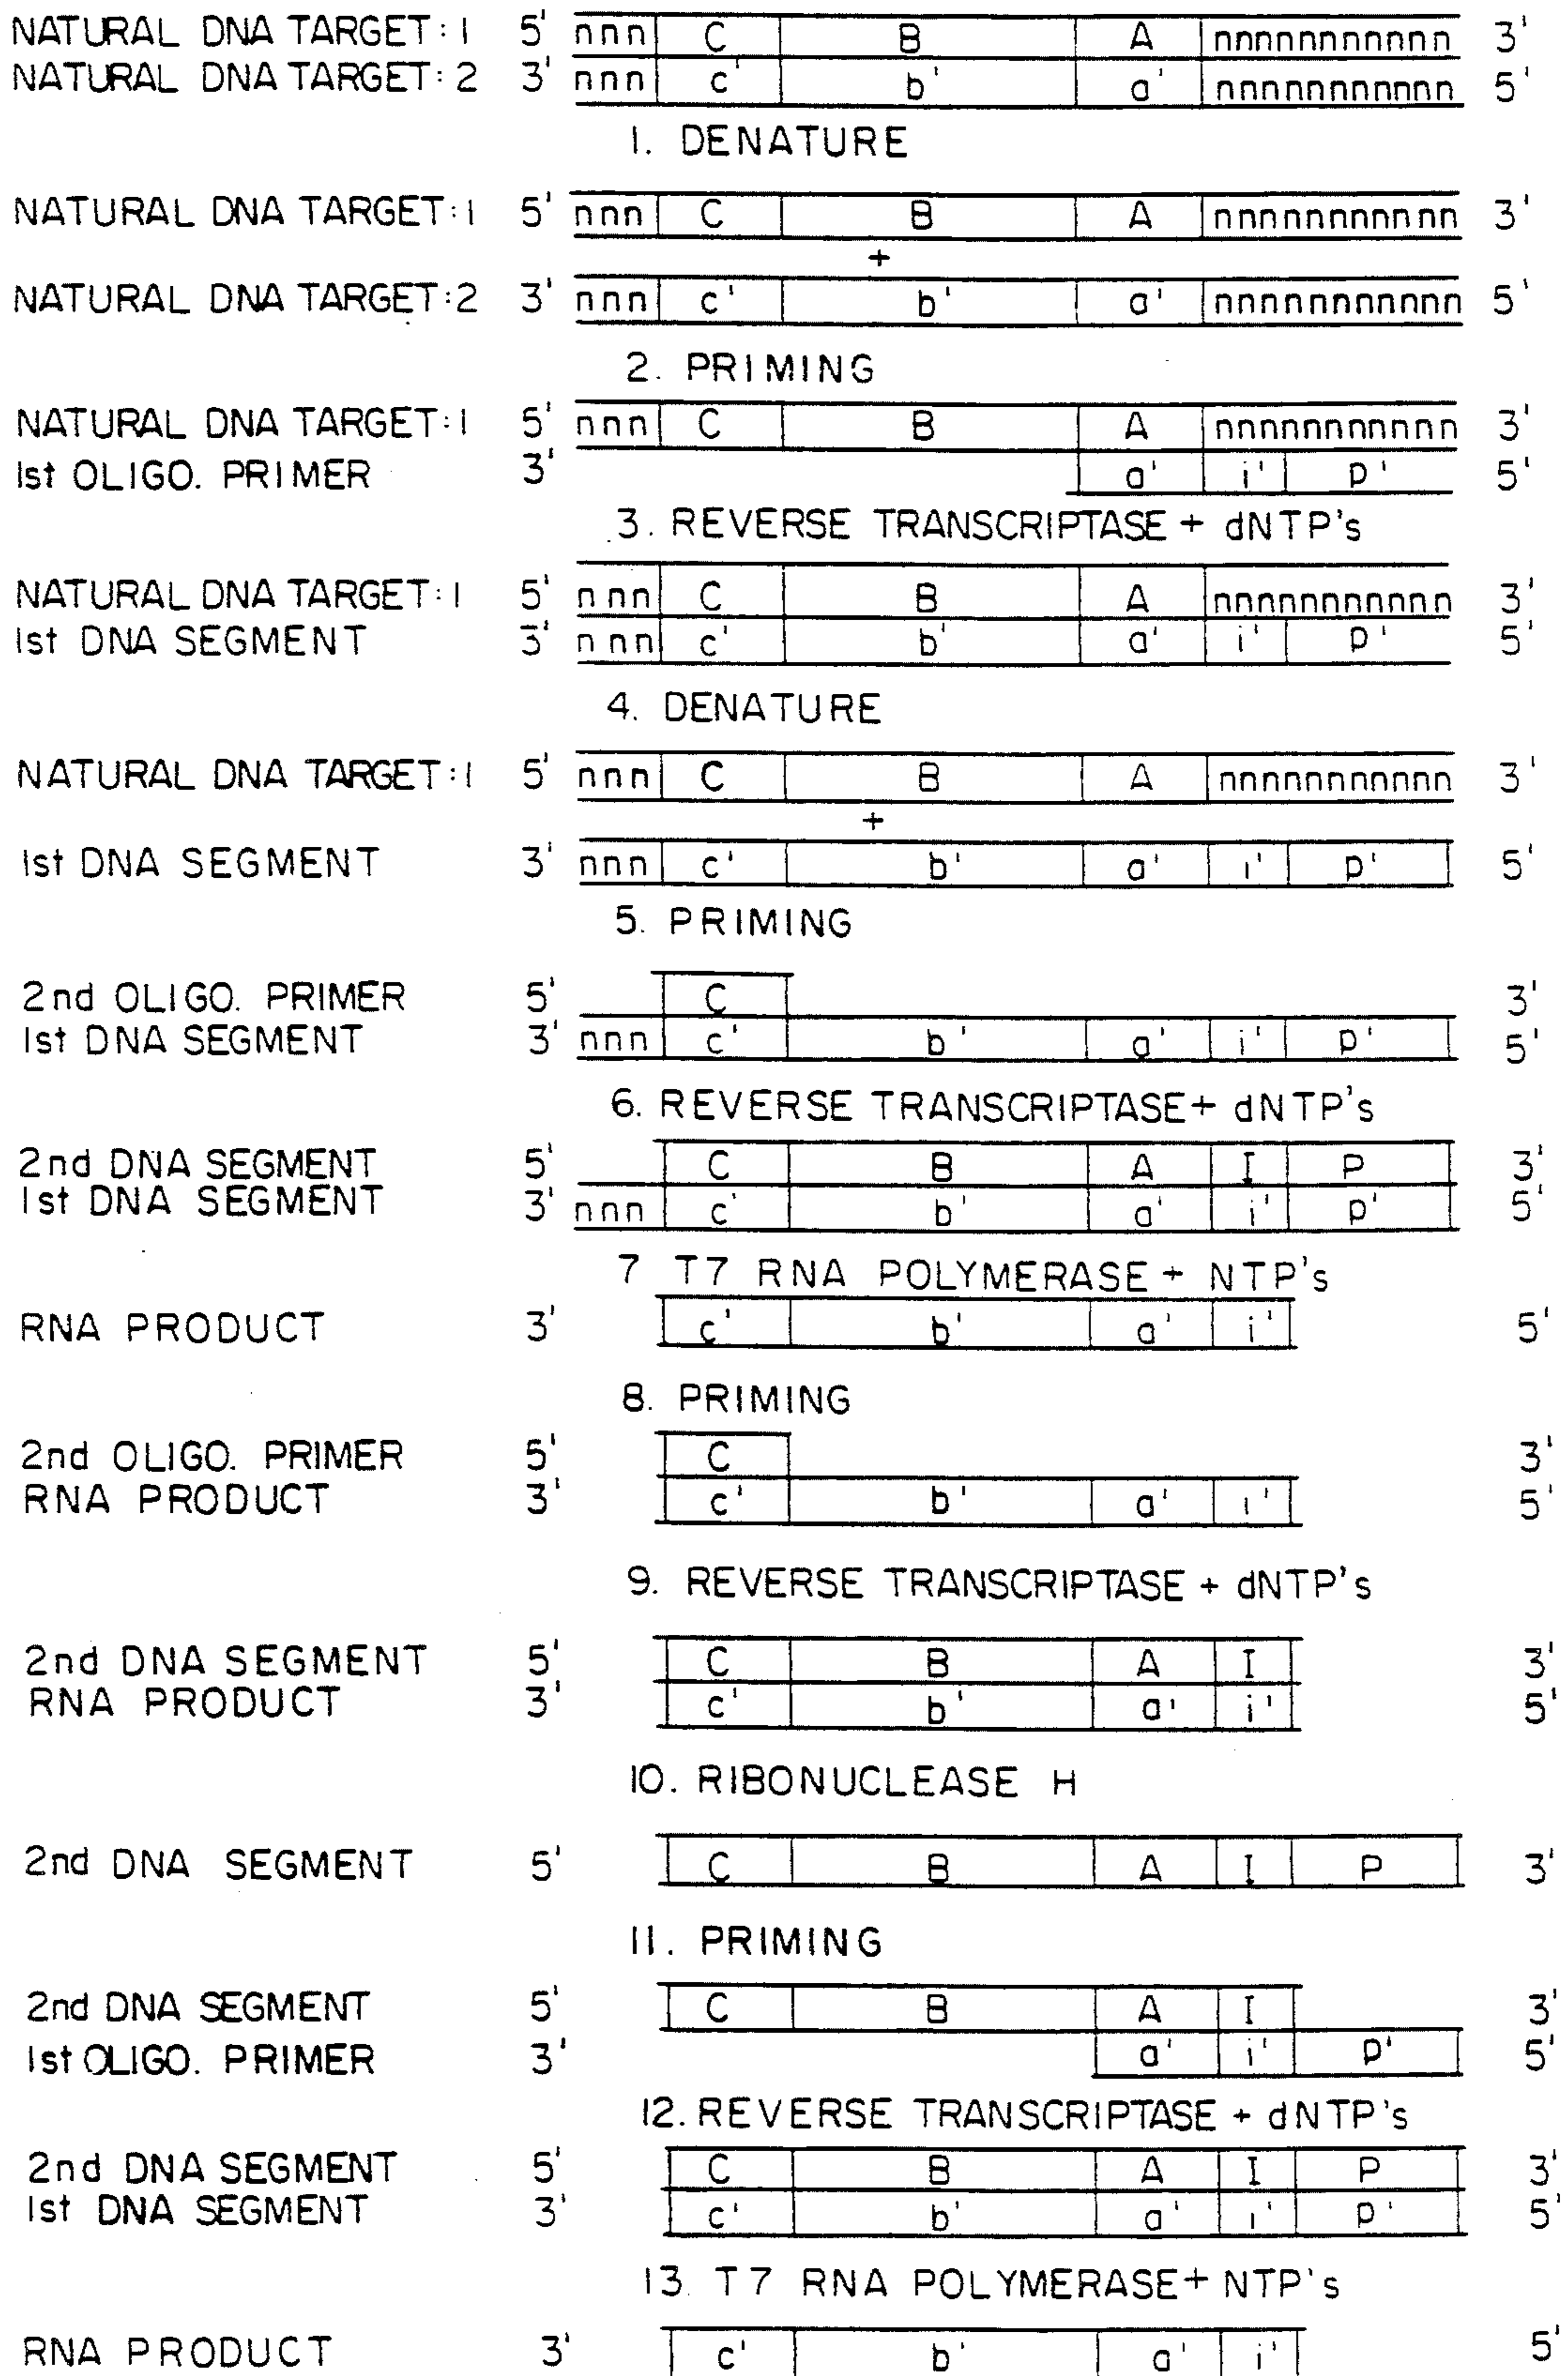 NATURAL DNA TARGET: 1 5' nnn C B A nnnnnnnnnnn 3'
NATURAL DNA TARGET: 2 3' nnn c' b' a' nnnnnnnnnnn 5'
1. DENATURE
NATURAL DNA TARGET:1 5' nnn C B A nnnnnnnnnnn 3'
+
NATURAL DNA TARGET:2 3' nnn c' b' a' nnnnnnnnnnn 5'
2. PRIMING
NATURAL DNA TARGET:1 5' nnn C B A nnnnnnnnnnn 3'
1st OLIGO. PRIMER 3' a' i' p' 5'
3. REVERSE TRANSCRIPTASE + dNTP's
NATURAL DNA TARGET:1 5' nnn C B A nnnnnnnnnnn 3'
1st DNA SEGMENT 3' nnn c' b' a' i' p' 5'
4. DENATURE
NATURAL DNA TARGET:1 5' nnn C B A nnnnnnnnnnn 3'
+
1st DNA SEGMENT 3' nnn c' b' a' i' p' 5'
5. PRIMING
2nd OLIGO. PRIMER 5' C 3'
1st DNA SEGMENT 3' nnn c' b' a' i' p' 5'
6. REVERSE TRANSCRIPTASE + dNTP's
2nd DNA SEGMENT 5' C B A I P 3'
1st DNA SEGMENT 3' nnn c' b' a' i' p' 5'
7 T7 RNA POLYMERASE + NTP's
RNA PRODUCT 3' c' b' a' i' 5'
8. PRIMING
2nd OLIGO. PRIMER 5' C 3'
RNA PRODUCT 3' c' b' a' i' 5'
9. REVERSE TRANSCRIPTASE + dNTP's
2nd DNA SEGMENT 5' C B A I 3'
RNA PRODUCT 3' c' b' a' i' 5'
10. RIBONUCLEASE H
2nd DNA SEGMENT 5' C B A I P 3'
11. PRIMING
2nd DNA SEGMENT 5' C B A I 3'
1st OLIGO. PRIMER 3' a' i' p' 5'
12. REVERSE TRANSCRIPTASE + dNTP's
2nd DNA SEGMENT 5' C B A I P 3'
1st DNA SEGMENT 3' c' b' a' i' p' 5'
13. T7 RNA POLYMERASE + NTP's
RNA PRODUCT 3' c' b' a' i' 5'